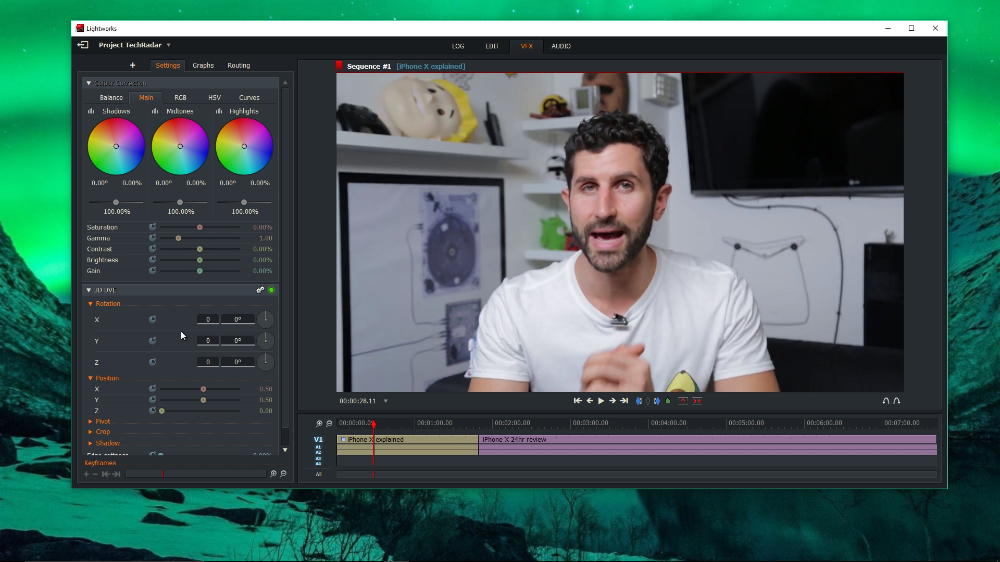 Lightworks
Project TechRadar
LOG EDIT VFX AUDIO
+ Settings Graphs Routing
Sequence #1 [iPhone X explained]
Color Correction
Balance Main RGB HSV Curves
Shadows Midtones Highlights
0.00° 0.00% 0.00° 0.00% 0.00° 0.00%
100.00% 100.00% 100.00%
Saturation 0.00%
Gamma 1.00
Contrast 0.00%
Brightness 0.00%
Gain 0.00%
3D DVE
Rotation
X 0 0°
Y 0 0°
Z 0 0°
Position
X 0.50
Y 0.50
Z 0.00
Pivot
Crop
Shadow
Keyframes
00:00:28.11
00:00:00.00 00:01:00.00 00:02:00.00 00:03:00.00 00:04:00.00 00:05:00.00 00:06:00.00 00:07:00.00
V1 iPhone X explained iPhone X 24hr review
A1
A2
A3
A4
All
LG